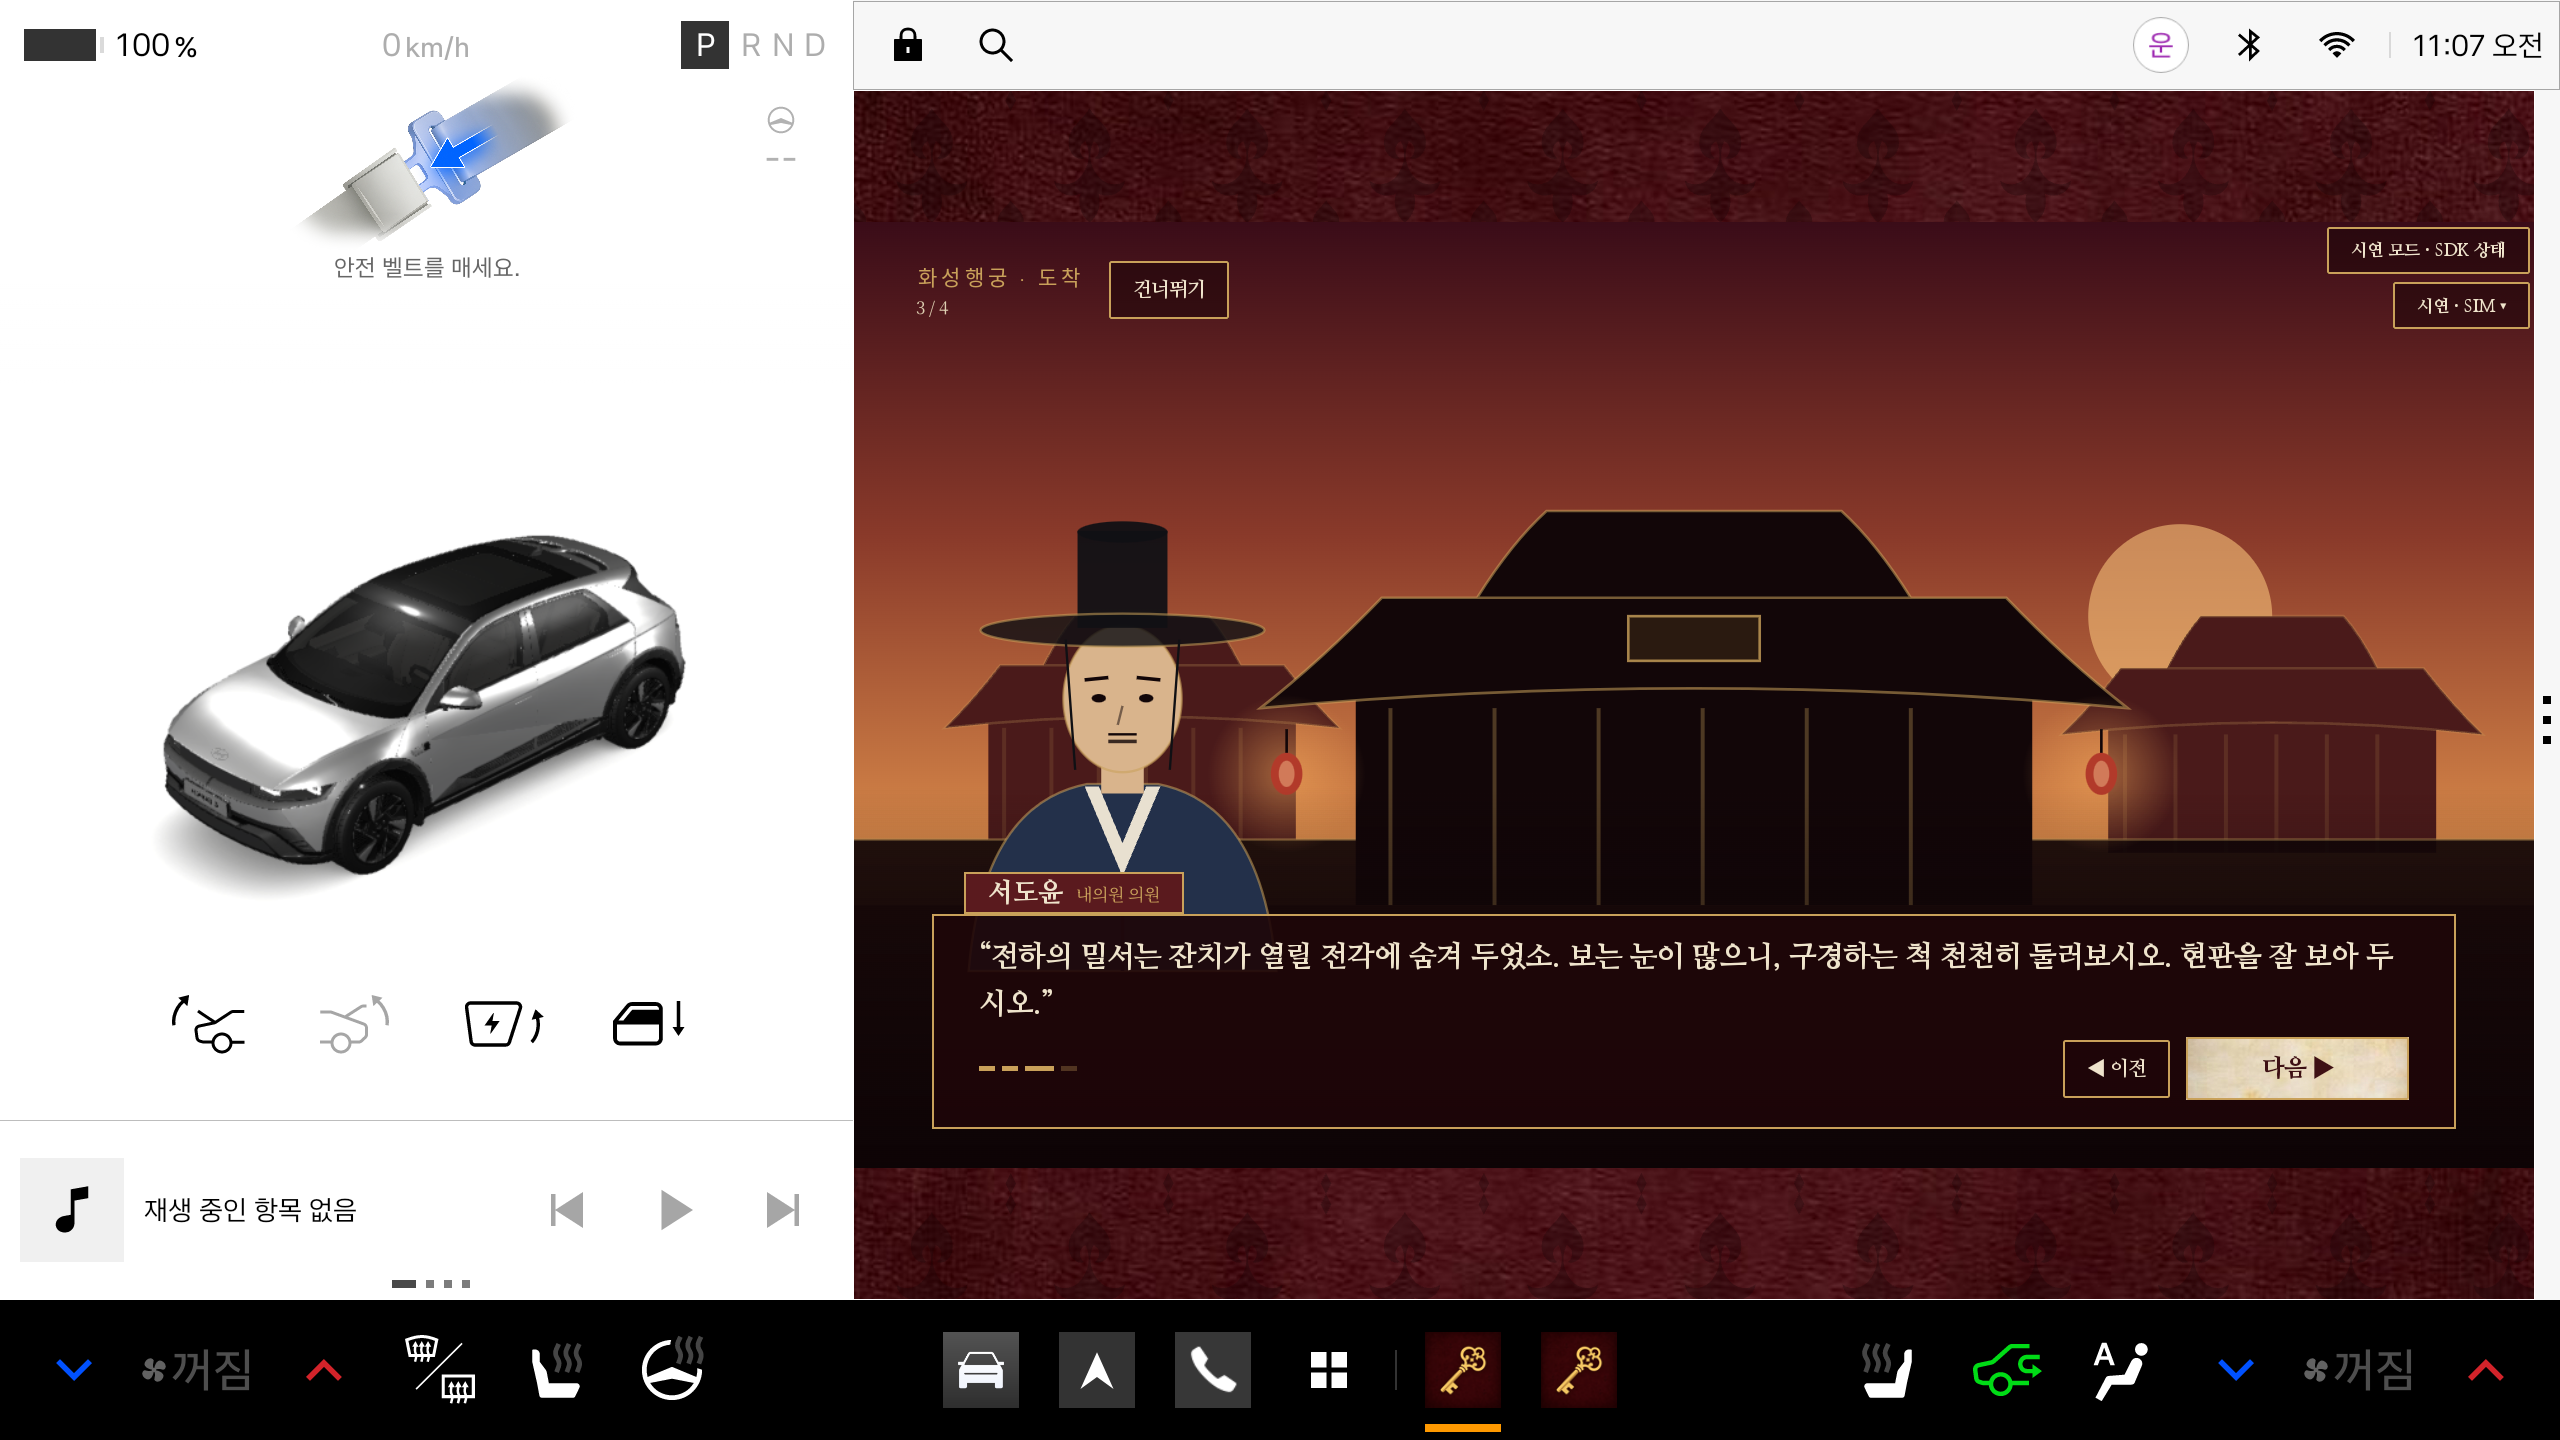 100%
0 km/h
P R N D
안전 벨트를 매세요.
재생 중인 항목 없음
운
11:07 오전
화성행궁 · 도착
3 / 4
건너뛰기
시연 모드 · SDK 상태
시연 · SIM ▾
서도윤 내의원 의원
“전하의 밀서는 잔치가 열릴 전각에 숨겨 두었소. 보는 눈이 많으니, 구경하는 척 천천히 둘러보시오. 현판을 잘 보아 두
시오.”
◀ 이전
다음 ▶
꺼짐
A
꺼짐